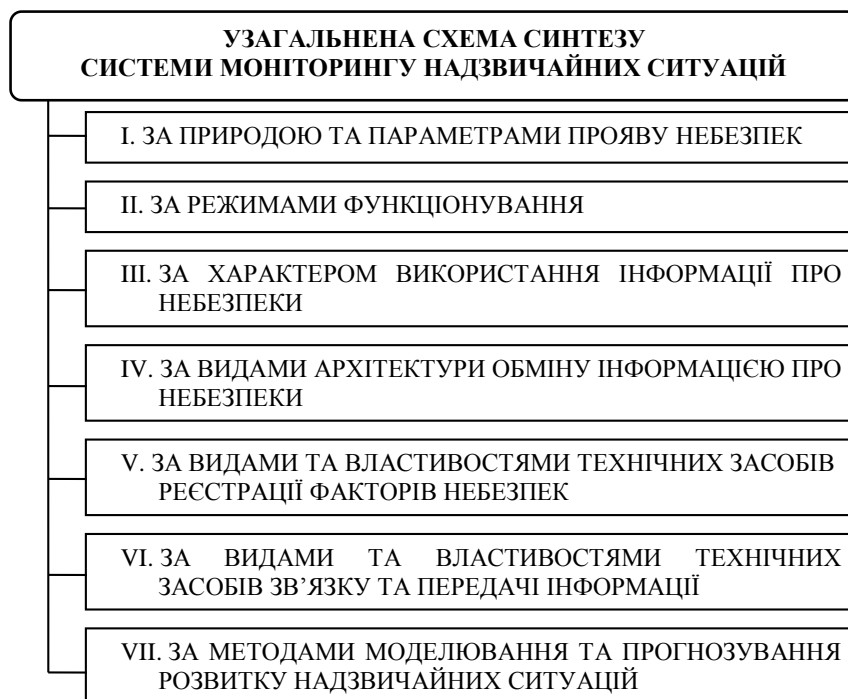 УЗАГАЛЬНЕНА СХЕМА СИНТЕЗУ
СИСТЕМИ МОНІТОРИНГУ НАДЗВИЧАЙНИХ СИТУАЦІЙ
I. ЗА ПРИРОДОЮ ТА ПАРАМЕТРАМИ ПРОЯВУ НЕБЕЗПЕК
II. ЗА РЕЖИМАМИ ФУНКЦІОНУВАННЯ
III. ЗА ХАРАКТЕРОМ ВИКОРИСТАННЯ ІНФОРМАЦІЇ ПРО
НЕБЕЗПЕКИ
IV. ЗА ВИДАМИ АРХІТЕКТУРИ ОБМІНУ ІНФОРМАЦІЄЮ ПРО
НЕБЕЗПЕКИ
V. ЗА ВИДАМИ ТА ВЛАСТИВОСТЯМИ ТЕХНІЧНИХ ЗАСОБІВ
РЕЄСТРАЦІЇ ФАКТОРІВ НЕБЕЗПЕК
VI. ЗА ВИДАМИ ТА ВЛАСТИВОСТЯМИ ТЕХНІЧНИХ
ЗАСОБІВ ЗВ’ЯЗКУ ТА ПЕРЕДАЧІ ІНФОРМАЦІЇ
VII. ЗА МЕТОДАМИ МОДЕЛЮВАННЯ ТА ПРОГНОЗУВАННЯ
РОЗВИТКУ НАДЗВИЧАЙНИХ СИТУАЦІЙ